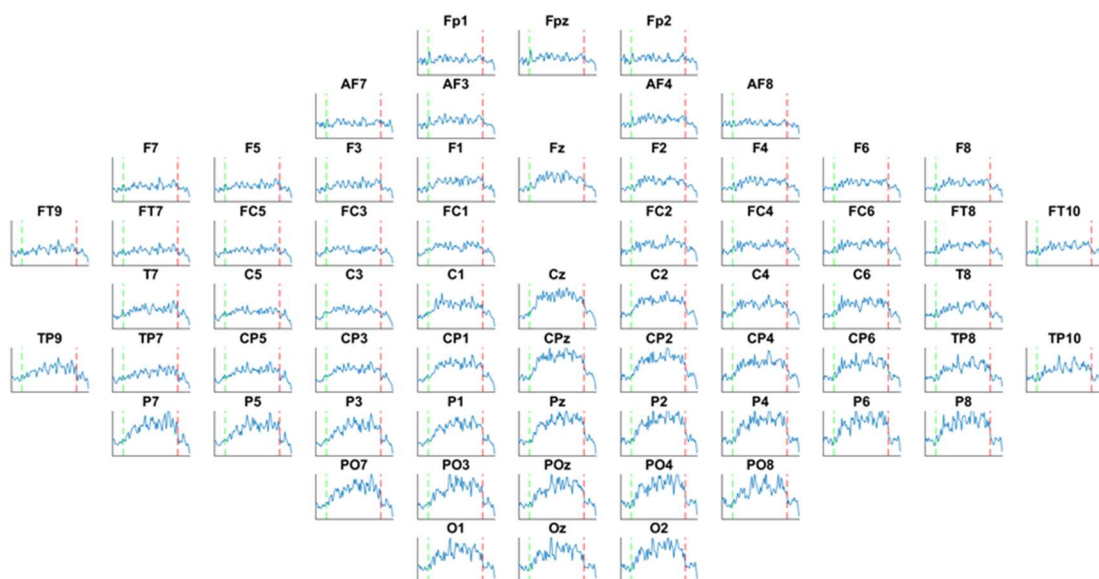 Fp1 Fpz Fp2
AF7 AF3 AF4 AF8
F7 F5 F3 F1 Fz F2 F4 F6 F8
FT9 FT7 FC5 FC3 FC1 FC2 FC4 FC6 FT8 FT10
T7 C5 C3 C1 Cz C2 C4 C6 T8
TP9 TP7 CP5 CP3 CP1 CPz CP2 CP4 CP6 TP8 TP10
P7 P5 P3 P1 Pz P2 P4 P6 P8
PO7 PO3 POz PO4 PO8
O1 Oz O2